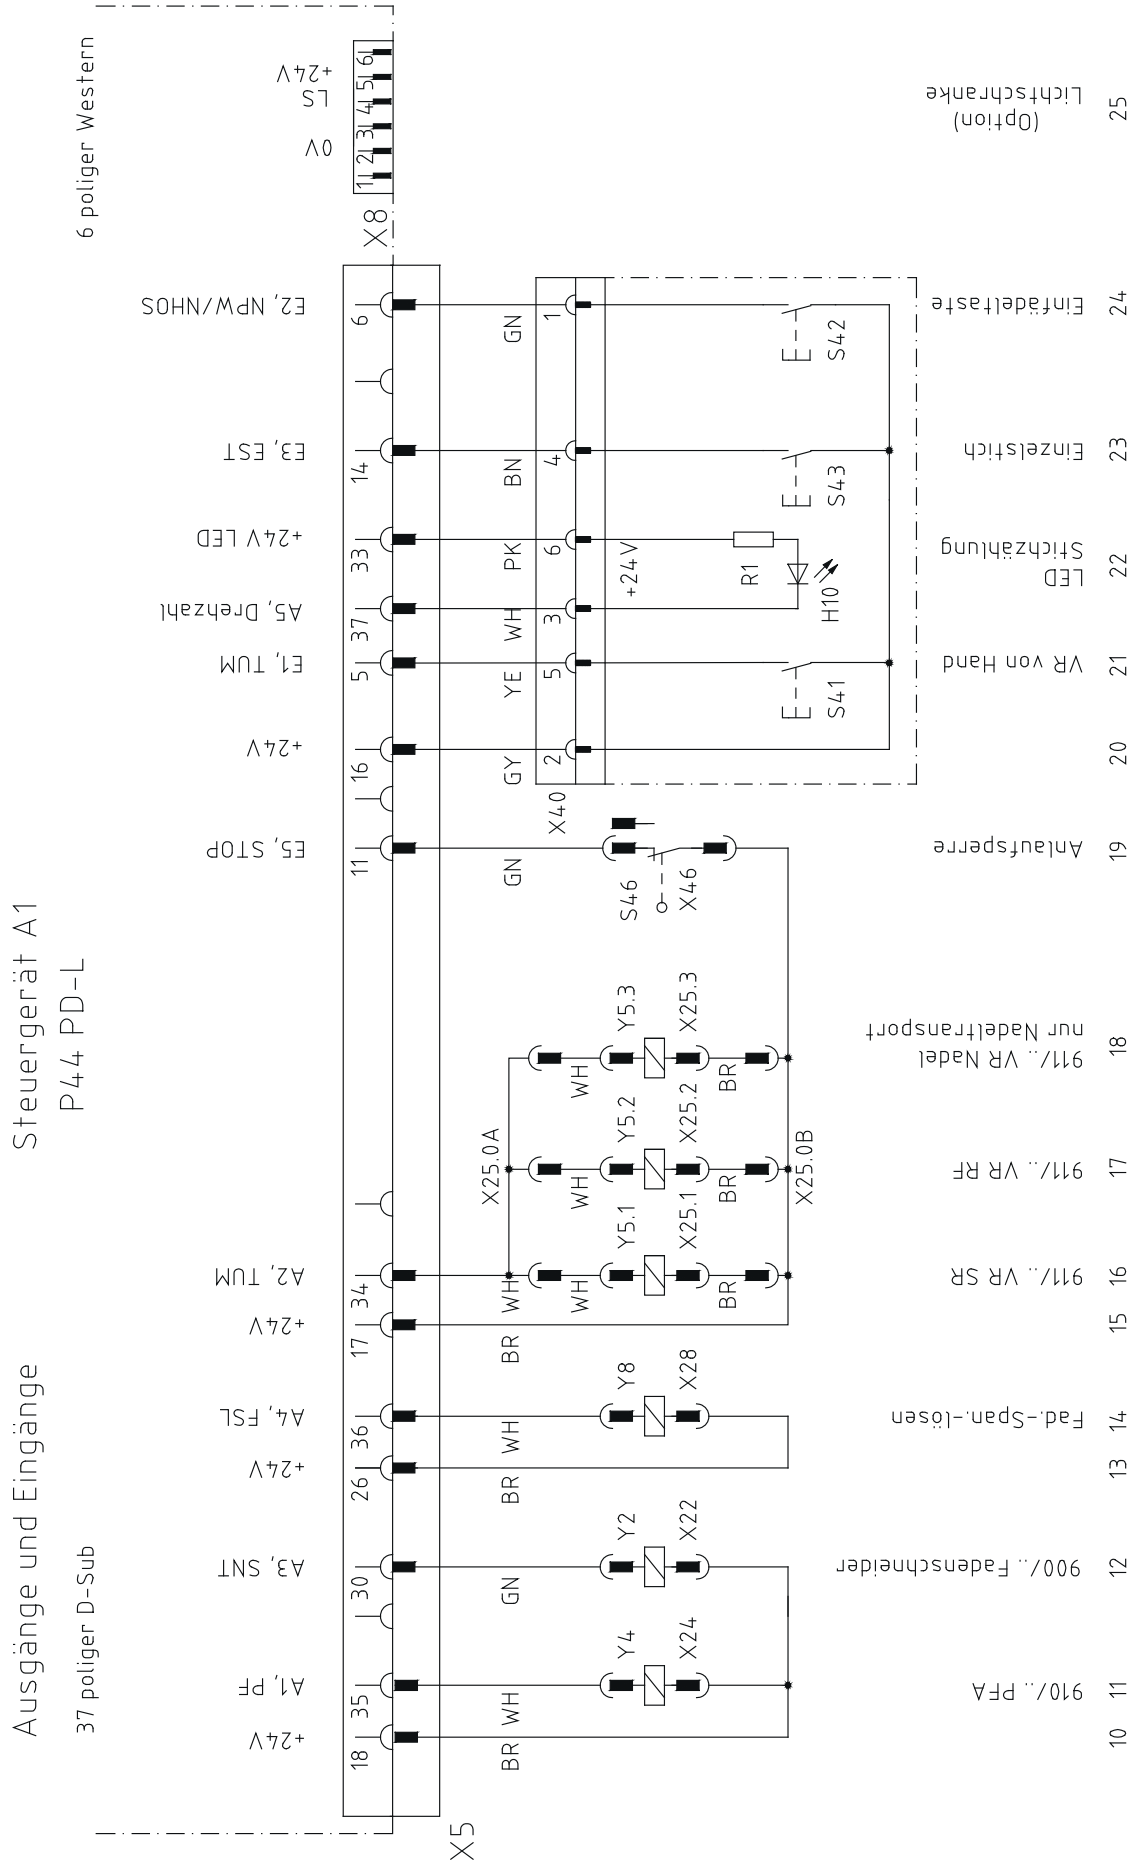 Ausgänge und Eingänge
Steuergerät A1
P44 PD-L
37 poliger D-Sub
6 poliger Western
+24V
A1, PF
A3, SNT
+24V
A4, FSL
+24V
A2, TUM
E5, STOP
+24V
E1, TUM
A5, Drehzahl
+24V LED
E3, EST
E2, NPW/NHOS
0V
LS
+24V
X5
18
35
30
26
36
17
34
11
16
5
37
33
14
6
X8
1 2 3 4 5 6
BR
WH
GN
BR
WH
BR
WH
X25.0A
GN
GY
YE
WH
PK
BN
GN
X40
2
5
3
6
4
1
WH
WH
WH
Y4
Y2
Y8
Y5.1
Y5.2
Y5.3
S46
+24V
X24
X22
X28
X25.1
X25.2
X25.3
X46
BR
BR
BR
R1
X25.0B
S41
H10
S43
S42
910/.. PFA
900/.. Fadenschneider
Fad.-Span.-lösen
911/.. VR SR
911/.. VR RF
911/.. VR Nadel
nur Nadeltransport
Anlaufsperre
VR von Hand
LED
Stichzählung
Einzelstich
Einfädeltaste
Lichtschranke
(Option)
10
11
12
13
14
15
16
17
18
19
20
21
22
23
24
25